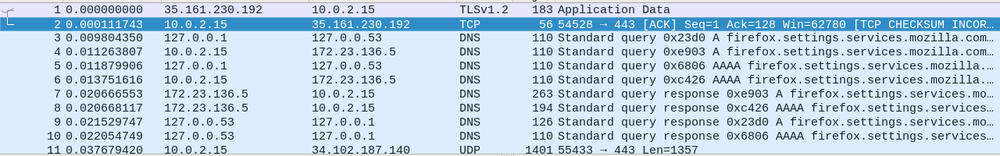 1 0.000000000 35.161.230.192 10.0.2.15 TLSv1.2 183 Application Data
2 0.000111743 10.0.2.15 35.161.230.192 TCP 56 54528 → 443 [ACK] Seq=1 Ack=128 Win=62780 [TCP CHECKSUM INCOR…
3 0.009804350 127.0.0.1 127.0.0.53 DNS 110 Standard query 0x23d0 A firefox.settings.services.mozilla.com…
4 0.011263807 10.0.2.15 172.23.136.5 DNS 110 Standard query 0xe903 A firefox.settings.services.mozilla.com…
5 0.011879906 127.0.0.1 127.0.0.53 DNS 110 Standard query 0x6806 AAAA firefox.settings.services.mozilla.…
6 0.013751616 10.0.2.15 172.23.136.5 DNS 110 Standard query 0xc426 AAAA firefox.settings.services.mozilla.…
7 0.020666553 172.23.136.5 10.0.2.15 DNS 263 Standard query response 0xe903 A firefox.settings.services.mo…
8 0.020668117 172.23.136.5 10.0.2.15 DNS 194 Standard query response 0xc426 AAAA firefox.settings.services…
9 0.021529747 127.0.0.53 127.0.0.1 DNS 126 Standard query response 0x23d0 A firefox.settings.services.mo…
10 0.022054749 127.0.0.53 127.0.0.1 DNS 110 Standard query response 0x6806 AAAA firefox.settings.services…
11 0.037679420 10.0.2.15 34.102.187.140 UDP 1401 55433 → 443 Len=1357